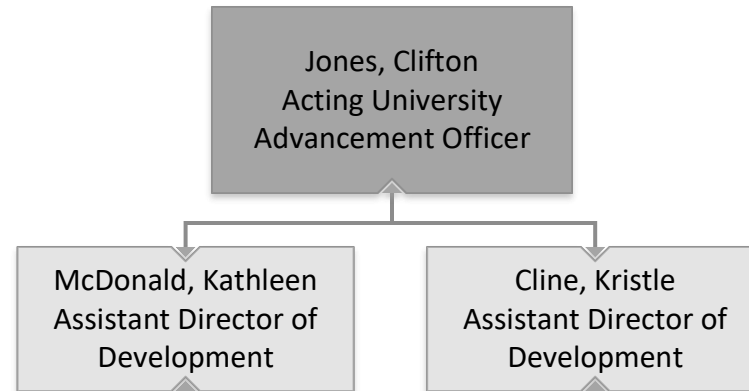 Jones, Clifton
Acting University
Advancement Officer
McDonald, Kathleen
Assistant Director of
Development
Cline, Kristle
Assistant Director of
Development